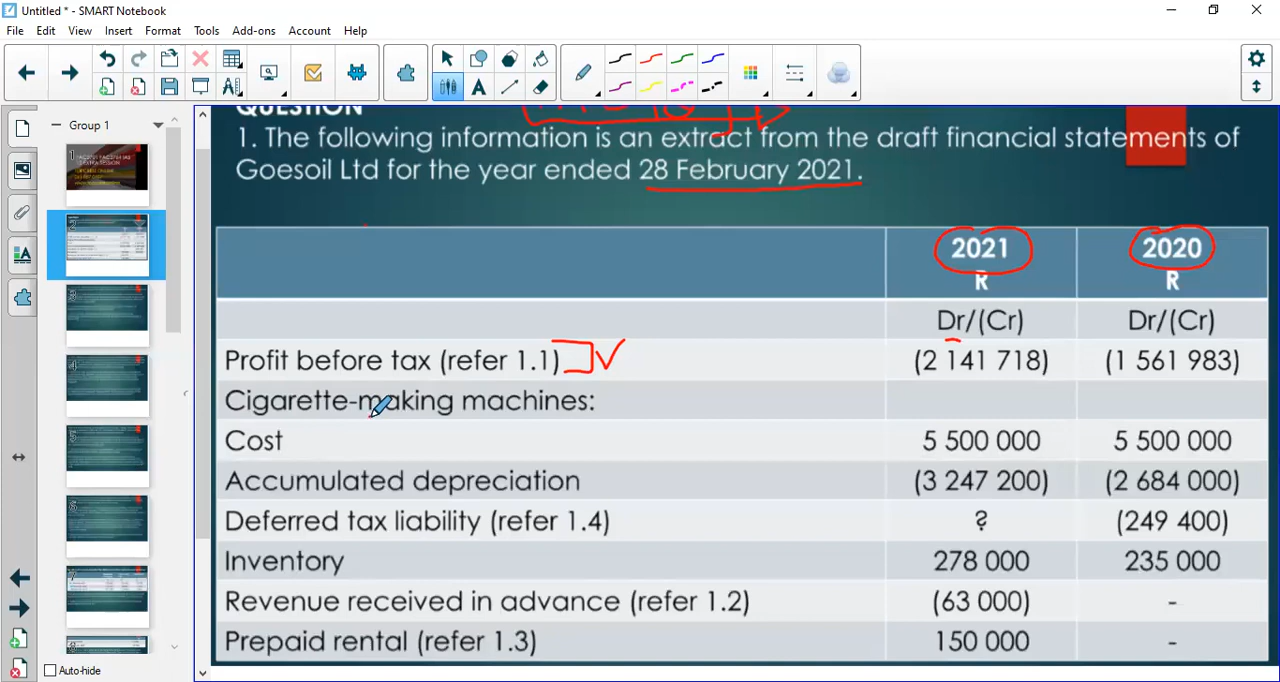 Untitled * - SMART Notebook
File Edit View Insert Format Tools Add-ons Account Help
Group 1
QUESTION
1. The following information is an extract from the draft financial statements of
Goesoil Ltd for the year ended 28 February 2021.
2021 2020
R R
Dr/(Cr) Dr/(Cr)
Profit before tax (refer 1.1) (2 141 718) (1 561 983)
Cigarette-making machines:
Cost 5 500 000 5 500 000
Accumulated depreciation (3 247 200) (2 684 000)
Deferred tax liability (refer 1.4) ? (249 400)
Inventory 278 000 235 000
Revenue received in advance (refer 1.2) (63 000) -
Prepaid rental (refer 1.3) 150 000 -
Auto-hide